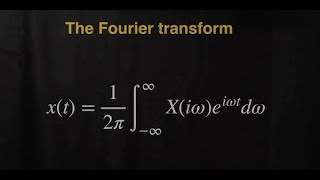 The Fourier transform
x(t) = \frac{1}{2\pi} \int_{-\infty}^{\infty} X(i\omega)e^{i\omega t}d\omega